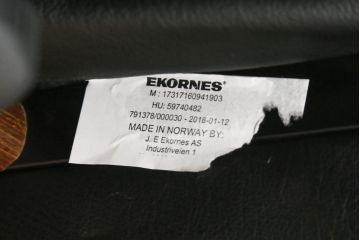 EKORNES®
M : 17317160941903
HU: 59740482
791378/000030 - 2018-01-12
MADE IN NORWAY BY:
J. E Ekornes AS
Industriveien 1